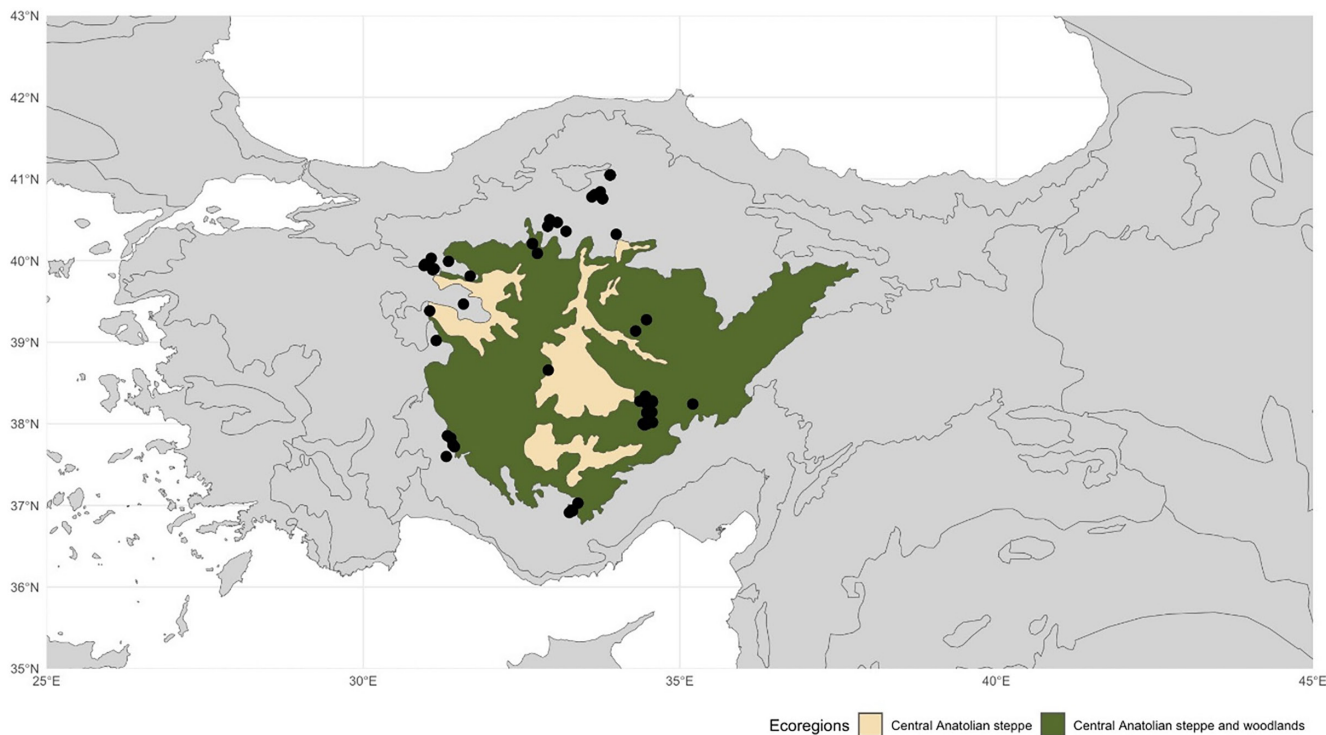 43°N
42°N
41°N
40°N
39°N
38°N
37°N
36°N
35°N
25°E 30°E 35°E 40°E 45°E
Ecoregions Central Anatolian steppe Central Anatolian steppe and woodlands